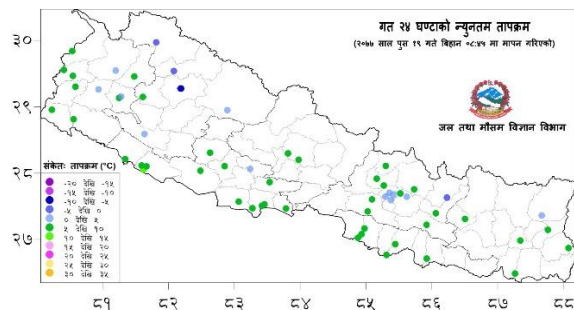 गत २४ घण्टाको न्युनतम तापक्रम
(२०७७ साल पुस १९ गते बिहान ०८:४५ मा मापन गरिएको)
जल तथा मौसम विज्ञान विभाग
३०
२९
२८
२७
संकेतः तापक्रम (°C)
-२० देखि -१५
-१५ देखि -१०
-१० देखि -५
-५ देखि ०
० देखि ५
५ देखि १०
१० देखि १५
१५ देखि २०
२० देखि २५
२५ देखि ३०
३० देखि ३५
८१ ८२ ८३ ८४ ८५ ८६ ८७ ८८